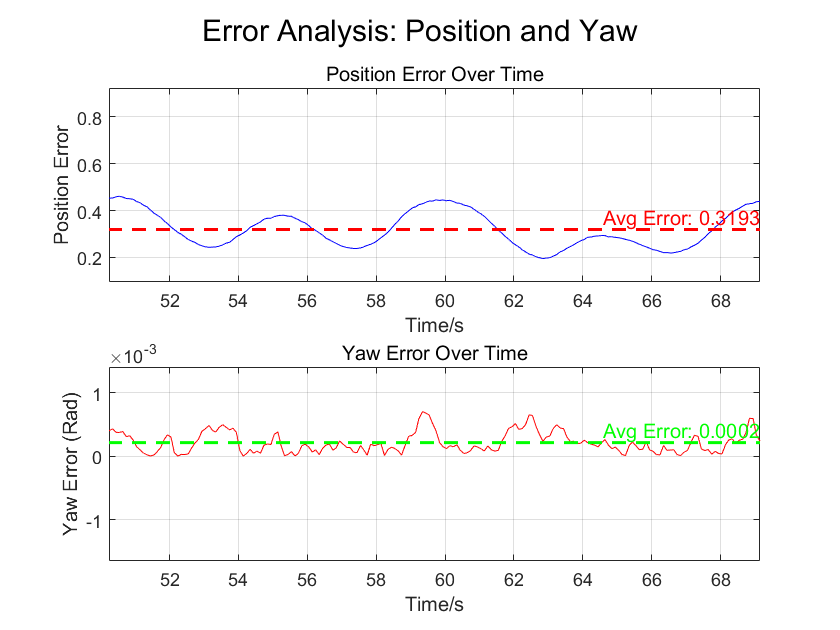 Error Analysis: Position and Yaw
Position Error Over Time
Position Error
0.8
0.6
0.4
0.2
Avg Error: 0.3193
52 54 56 58 60 62 64 66 68
Time/s
Yaw Error Over Time
×10⁻³
Yaw Error (Rad)
1
0
-1
Avg Error: 0.0002
52 54 56 58 60 62 64 66 68
Time/s